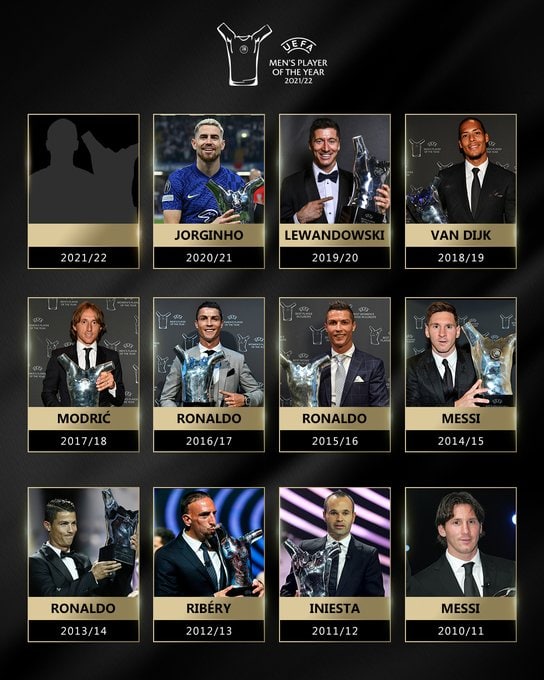 UEFA
MEN'S PLAYER
OF THE YEAR
2021/22
2021/22
JORGINHO
2020/21
LEWANDOWSKI
2019/20
VAN DIJK
2018/19
MODRIĆ
2017/18
RONALDO
2016/17
RONALDO
2015/16
MESSI
2014/15
RONALDO
2013/14
RIBÉRY
2012/13
INIESTA
2011/12
MESSI
2010/11